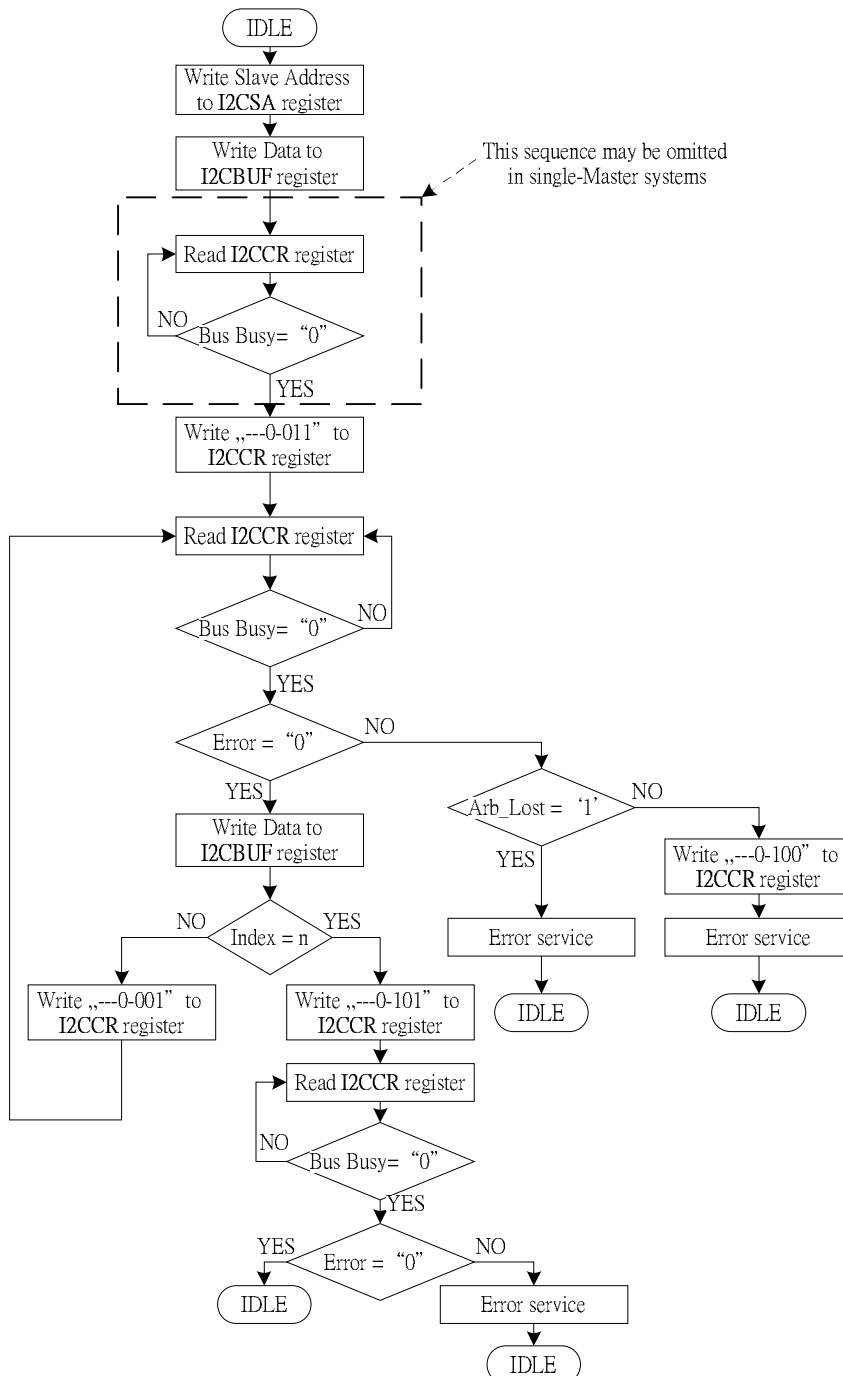 IDLE
Write Slave Address
to I2CSA register
Write Data to
I2CBUF register
This sequence may be omitted
in single-Master systems
Read I2CCR register
NO
Bus Busy= “0”
YES
Write „---0-011” to
I2CCR register
Read I2CCR register
NO
Bus Busy= “0”
YES
NO
Error = “0”
YES
Arb_Lost = ‘1’
NO
YES
Write Data to
I2CBUF register
Write „---0-100” to
I2CCR register
NO
YES
Index = n
Error service
Error service
Write „---0-001” to
I2CCR register
Write „---0-101” to
I2CCR register
IDLE
IDLE
Read I2CCR register
NO
Bus Busy= “0”
YES
YES
NO
Error = “0”
IDLE
Error service
IDLE